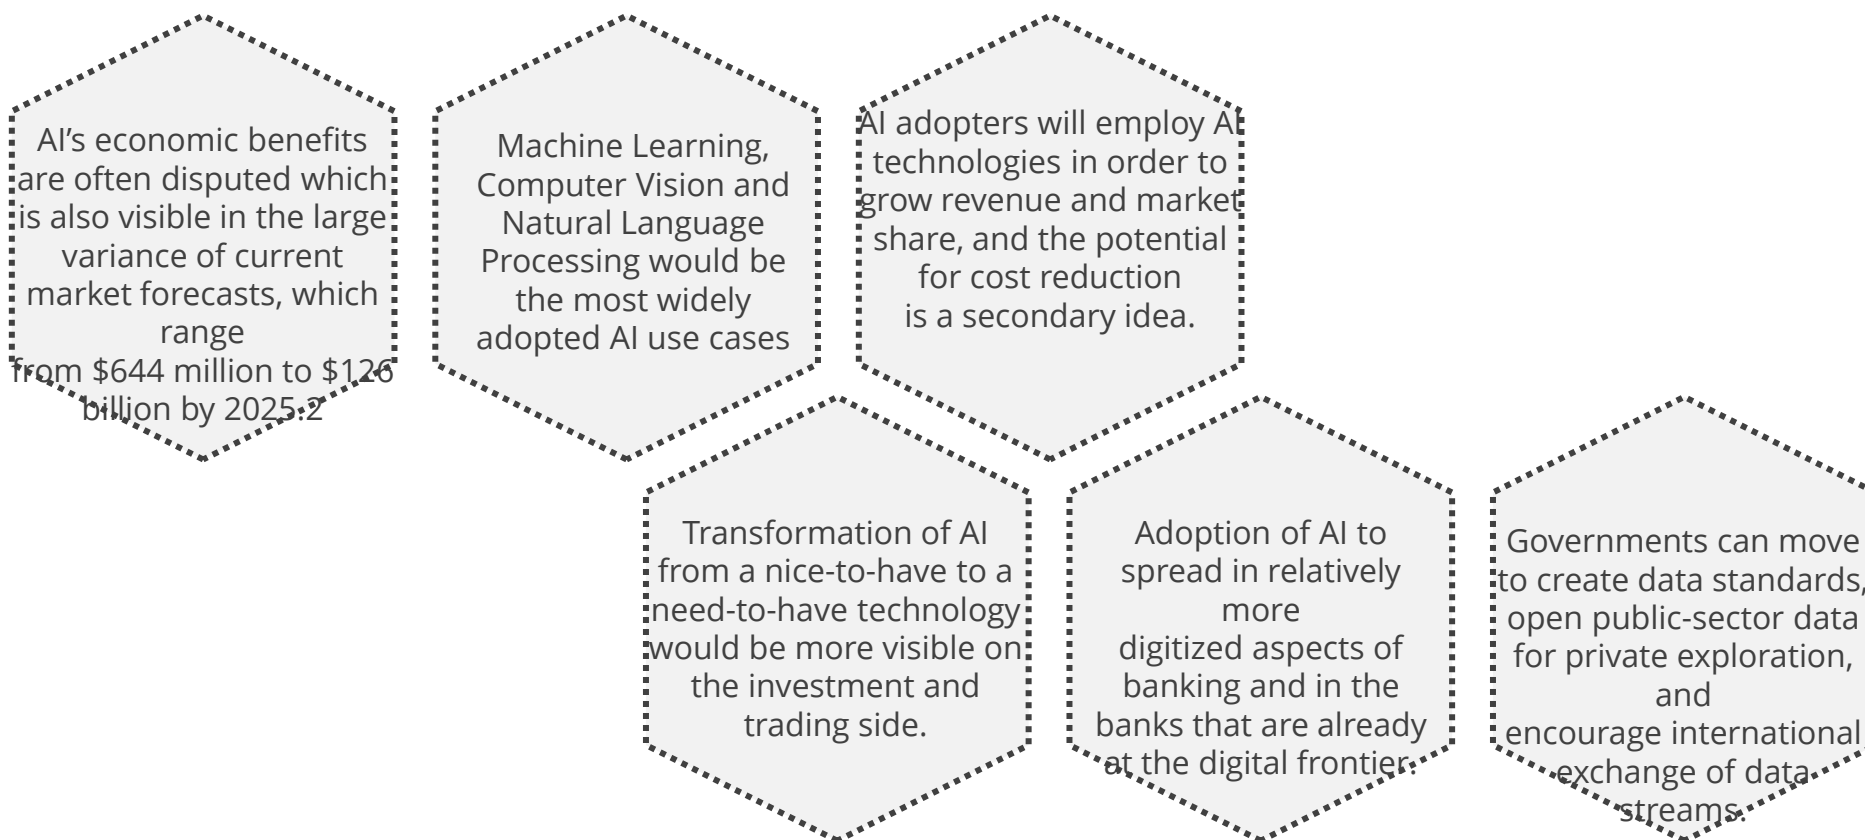 AI’s economic benefits
are often disputed which
is also visible in the large
variance of current
market forecasts, which
range
from $644 million to $126
billion by 2025.2
Machine Learning,
Computer Vision and
Natural Language
Processing would be
the most widely
adopted AI use cases
AI adopters will employ AI
technologies in order to
grow revenue and market
share, and the potential
for cost reduction
is a secondary idea.
Transformation of AI
from a nice-to-have to a
need-to-have technology
would be more visible on
the investment and
trading side.
Adoption of AI to
spread in relatively
more
digitized aspects of
banking and in the
banks that are already
at the digital frontier.
Governments can move
to create data standards,
open public-sector data
for private exploration,
and
encourage international
exchange of data
streams.